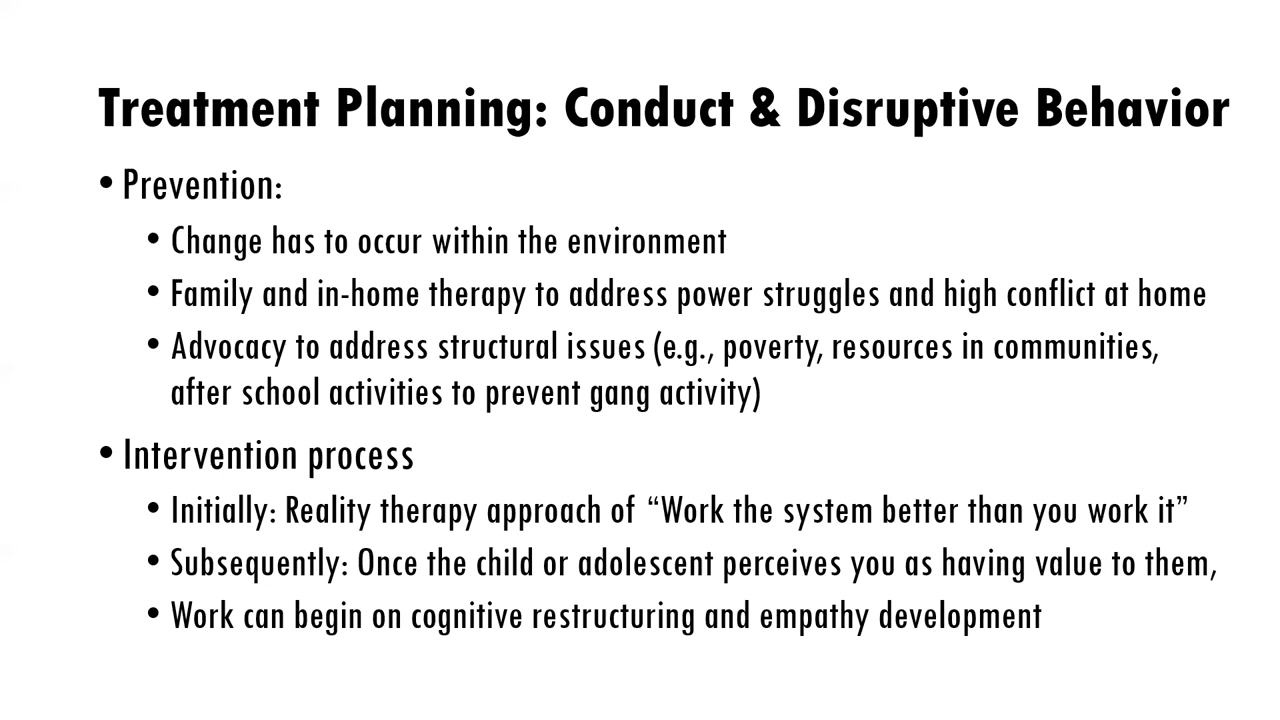 Treatment Planning: Conduct & Disruptive Behavior
• Prevention:
• Change has to occur within the environment
• Family and in-home therapy to address power struggles and high conflict at home
• Advocacy to address structural issues (e.g., poverty, resources in communities,
after school activities to prevent gang activity)
• Intervention process
• Initially: Reality therapy approach of “Work the system better than you work it”
• Subsequently: Once the child or adolescent perceives you as having value to them,
• Work can begin on cognitive restructuring and empathy development